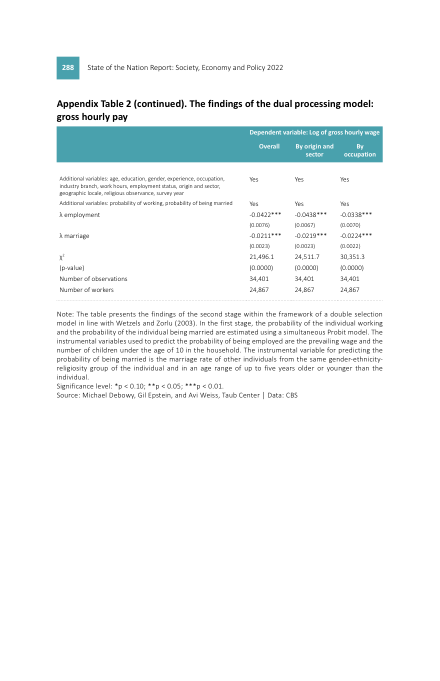 288 State of the Nation Report: Society, Economy and Policy 2022
Appendix Table 2 (continued). The findings of the dual processing model:
gross hourly pay
Dependent variable: Log of gross hourly wage
Overall By origin and By
sector occupation
Additional variables: age, education, gender, experience, occupation, Yes Yes Yes
industry branch, work hours, employment status, origin and sector,
geographic locale, religious observance, survey year
Additional variables: probability of working, probability of being married Yes Yes Yes
λ employment -0.0422*** -0.0438*** -0.0338***
(0.0076) (0.0067) (0.0070)
λ marriage -0.0211*** -0.0219*** -0.0224***
(0.0023) (0.0023) (0.0022)
χ² 21,496.1 24,511.7 30,351.3
(p-value) (0.0000) (0.0000) (0.0000)
Number of observations 34,401 34,401 34,401
Number of workers 24,867 24,867 24,867
Note: The table presents the findings of the second stage within the framework of a double selection
model in line with Wetzels and Zorlu (2003). In the first stage, the probability of the individual working
and the probability of the individual being married are estimated using a simultaneous Probit model. The
instrumental variables used to predict the probability of being employed are the prevailing wage and the
number of children under the age of 10 in the household. The instrumental variable for predicting the
probability of being married is the marriage rate of other individuals from the same gender-ethnicity-
religiosity group of the individual and in an age range of up to five years older or younger than the
individual.
Significance level: *p < 0.10; **p < 0.05; ***p < 0.01.
Source: Michael Debowy, Gil Epstein, and Avi Weiss, Taub Center | Data: CBS